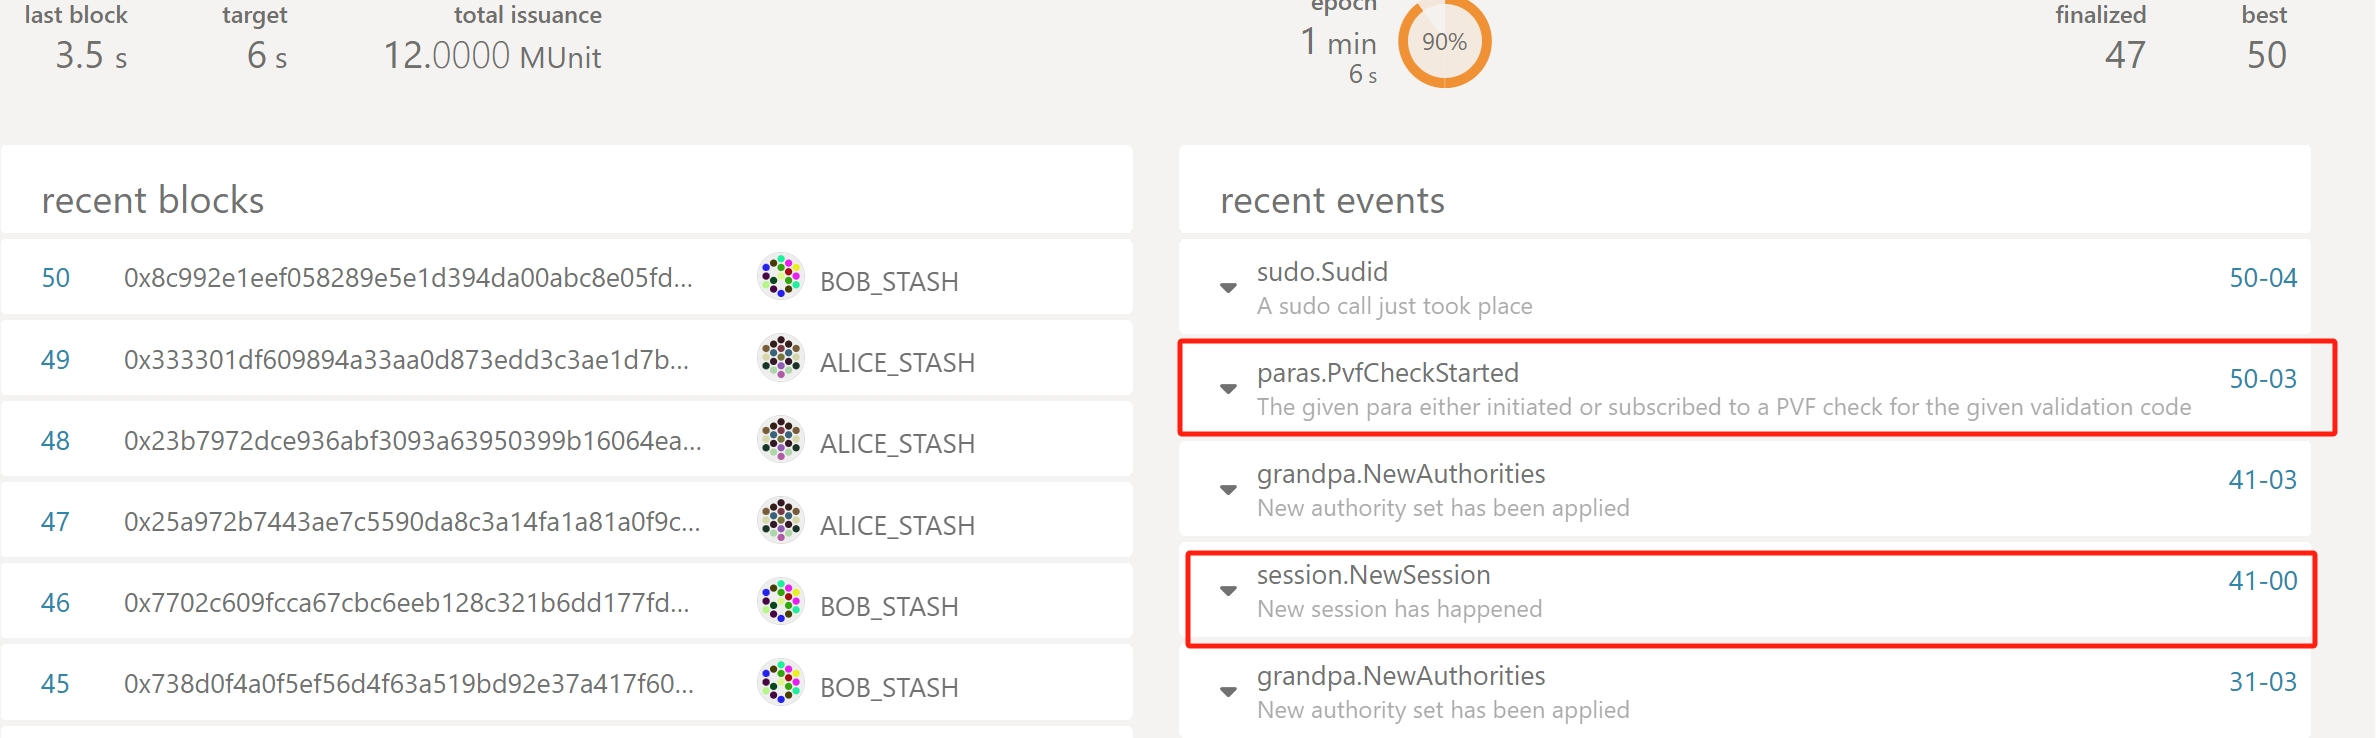 last block
3.5 s
target
6 s
total issuance
12.0000 MUnit
epoch
1 min
6 s
90%
finalized
47
best
50
recent blocks
50 0x8c992e1eef058289e5e1d394da00abc8e05fd... BOB_STASH
49 0x333301df609894a33aa0d873edd3c3ae1d7b... ALICE_STASH
48 0x23b7972dce936abf3093a63950399b16064ea... ALICE_STASH
47 0x25a972b7443ae7c5590da8c3a14fa1a81a0f9c... ALICE_STASH
46 0x7702c609fcca67cbc6eeb128c321b6dd177fd... BOB_STASH
45 0x738d0f4a0f5ef56d4f63a519bd92e37a417f60... BOB_STASH
recent events
sudo.Sudid 50-04
A sudo call just took place
paras.PvfCheckStarted 50-03
The given para either initiated or subscribed to a PVF check for the given validation code
grandpa.NewAuthorities 41-03
New authority set has been applied
session.NewSession 41-00
New session has happened
grandpa.NewAuthorities 31-03
New authority set has been applied